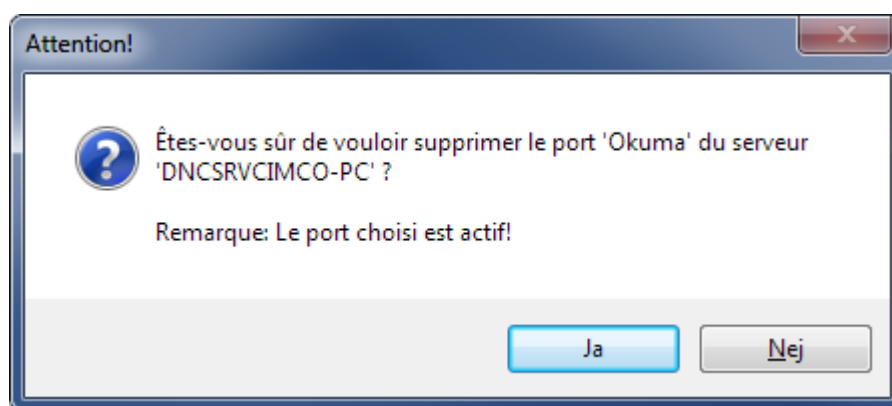 Attention!
Êtes-vous sûr de vouloir supprimer le port 'Okuma' du serveur
'DNCSRVCIMCO-PC' ?
Remarque: Le port choisi est actif!
Ja
Nej